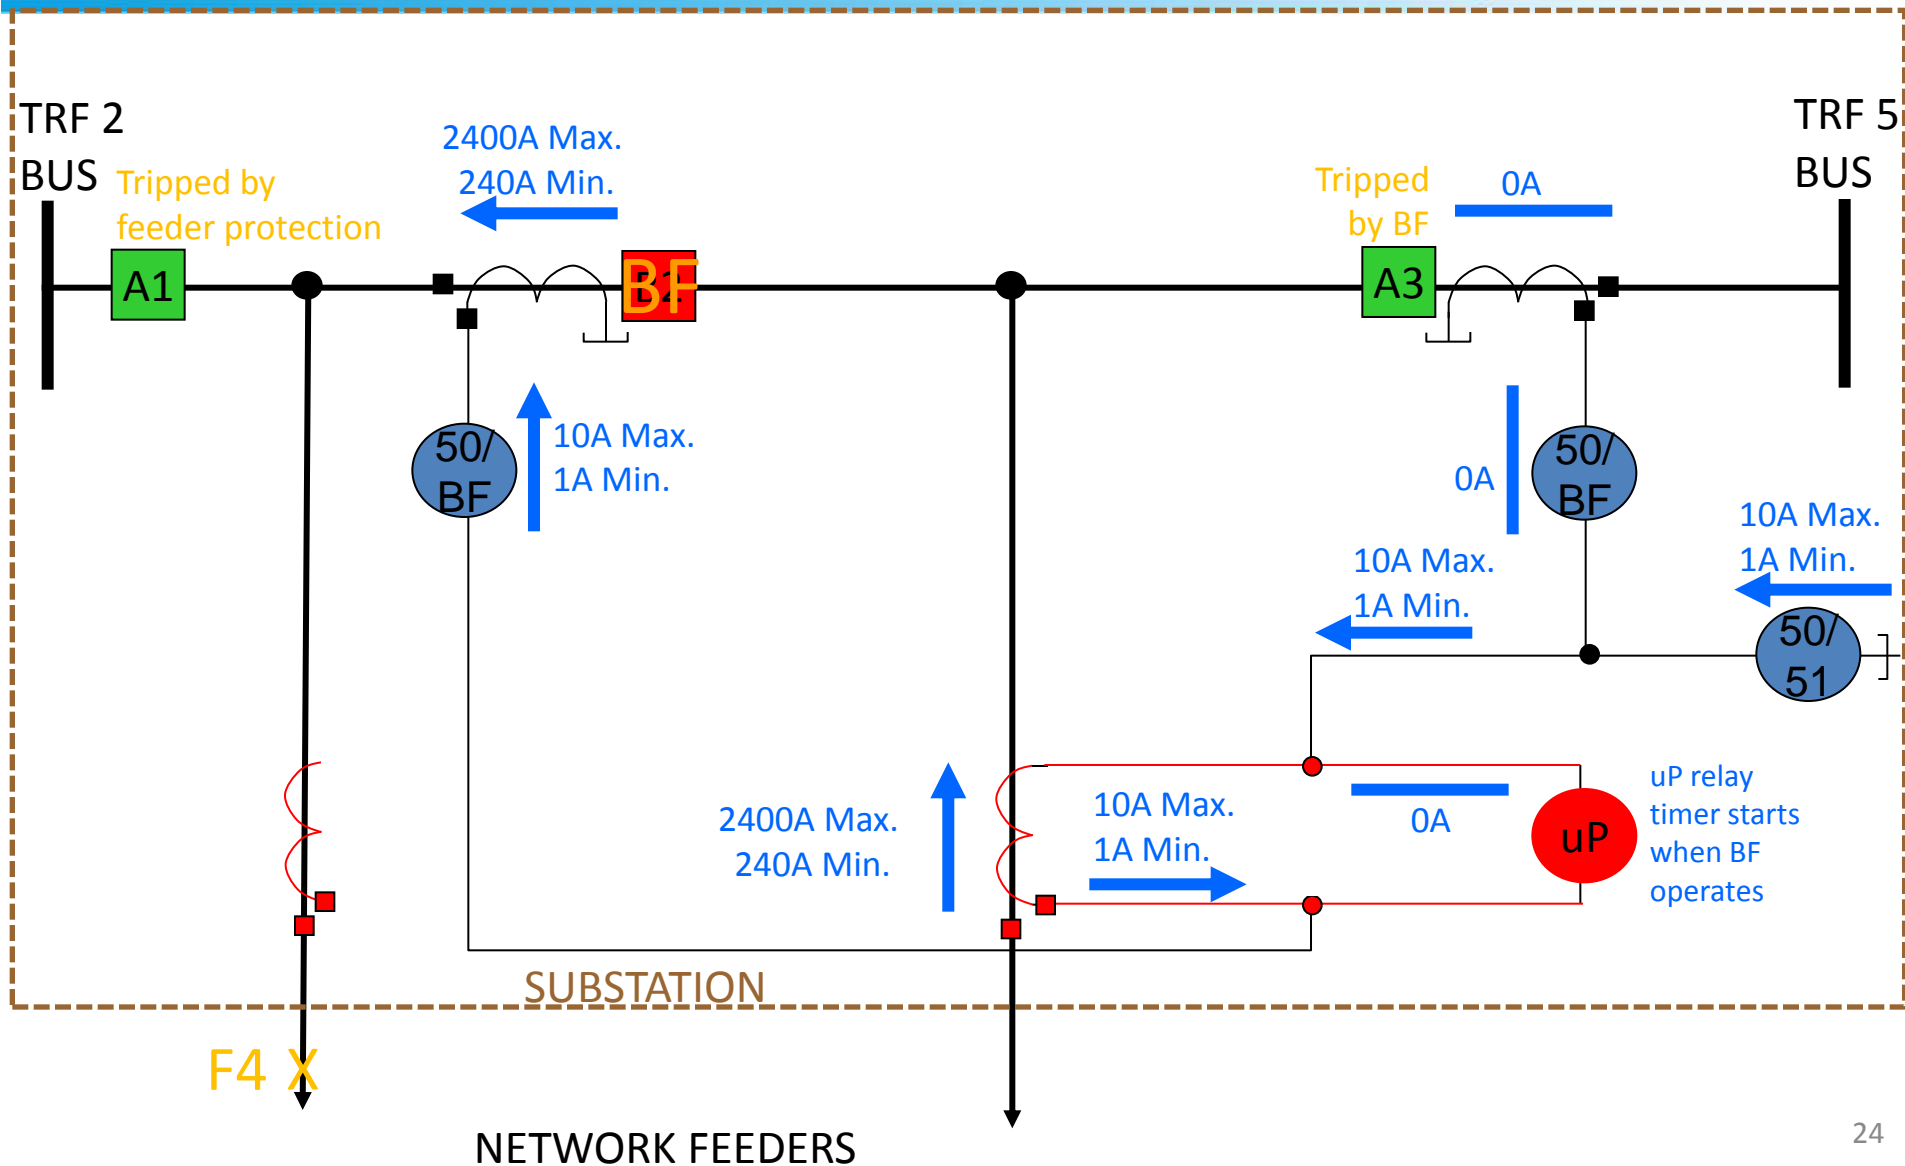 TRF 2
BUS
Tripped by
feeder protection
2400A Max.
240A Min.
Tripped
by BF
0A
TRF 5
BUS
A1
BF
A3
50/
BF
10A Max.
1A Min.
0A
50/
BF
10A Max.
1A Min.
10A Max.
1A Min.
50/
51
2400A Max.
240A Min.
10A Max.
1A Min.
0A
uP
uP relay
timer starts
when BF
operates
SUBSTATION
F4 X
NETWORK FEEDERS
24